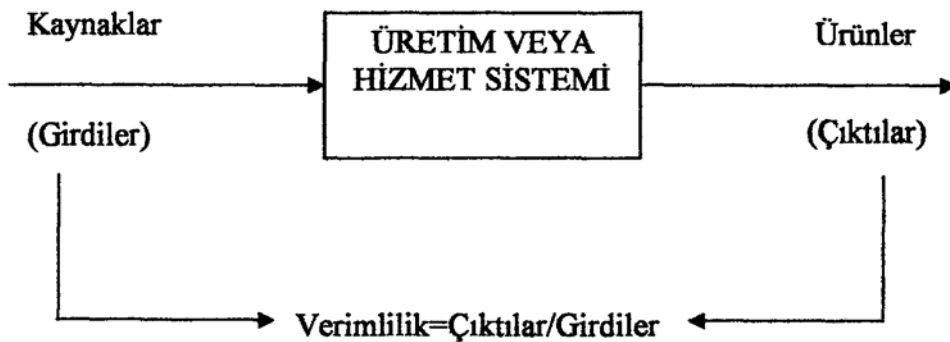 Kaynaklar
ÜRETİM VEYA
HİZMET SİSTEMİ
Ürünler
(Girdiler)
(Çıktılar)
Verimlilik=Çıktılar/Girdiler